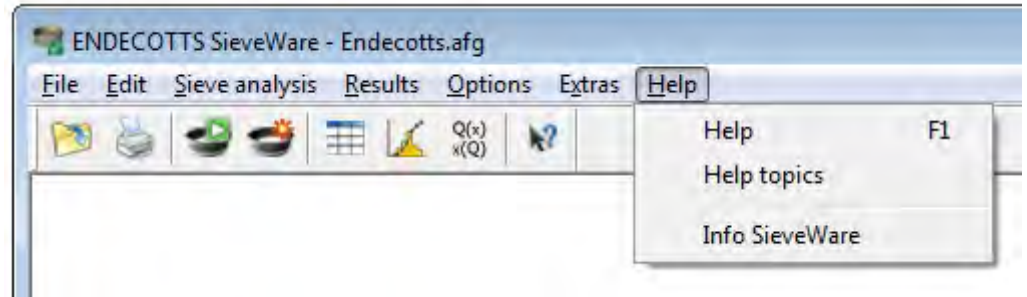 ENDECOTTS SieveWare - Endecotts.afg
File Edit Sieve analysis Results Options Extras Help
Q(x)
x(Q)
Help F1
Help topics
Info SieveWare